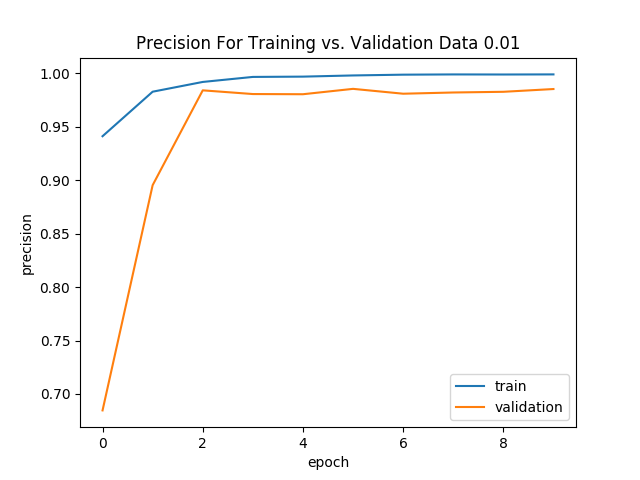 Precision For Training vs. Validation Data 0.01
1.00
0.95
0.90
0.85
0.80
0.75
0.70
precision
0
2
4
6
8
epoch
train
validation